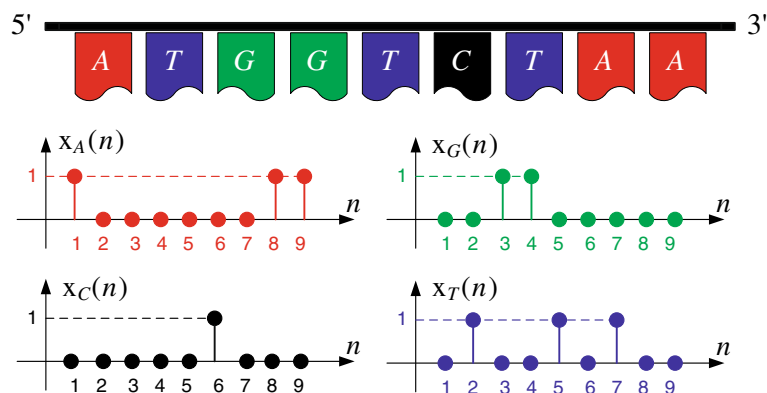 5' A T G G T C T A A 3'
x_A(n)
1
n
1 2 3 4 5 6 7 8 9
x_G(n)
1
n
1 2 3 4 5 6 7 8 9
x_C(n)
1
n
1 2 3 4 5 6 7 8 9
x_T(n)
1
n
1 2 3 4 5 6 7 8 9